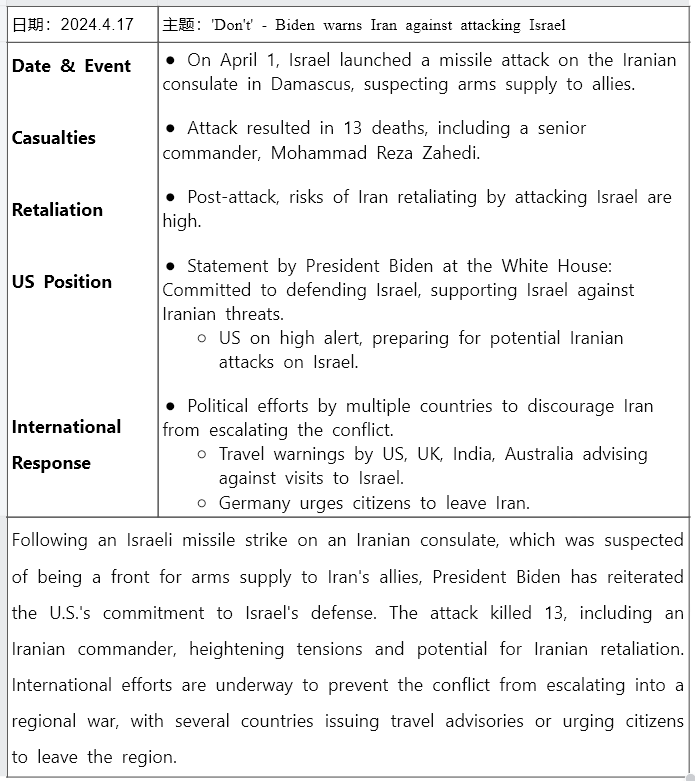 日期：2024.4.17
主题：'Don't' - Biden warns Iran against attacking Israel
Date & Event
● On April 1, Israel launched a missile attack on the Iranian
consulate in Damascus, suspecting arms supply to allies.
Casualties
● Attack resulted in 13 deaths, including a senior
commander, Mohammad Reza Zahedi.
Retaliation
● Post-attack, risks of Iran retaliating by attacking Israel are
high.
US Position
● Statement by President Biden at the White House:
Committed to defending Israel, supporting Israel against
Iranian threats.
○ US on high alert, preparing for potential Iranian
attacks on Israel.
International
Response
● Political efforts by multiple countries to discourage Iran
from escalating the conflict.
○ Travel warnings by US, UK, India, Australia advising
against visits to Israel.
○ Germany urges citizens to leave Iran.
Following an Israeli missile strike on an Iranian consulate, which was suspected
of being a front for arms supply to Iran's allies, President Biden has reiterated
the U.S.'s commitment to Israel's defense. The attack killed 13, including an
Iranian commander, heightening tensions and potential for Iranian retaliation.
International efforts are underway to prevent the conflict from escalating into a
regional war, with several countries issuing travel advisories or urging citizens
to leave the region.